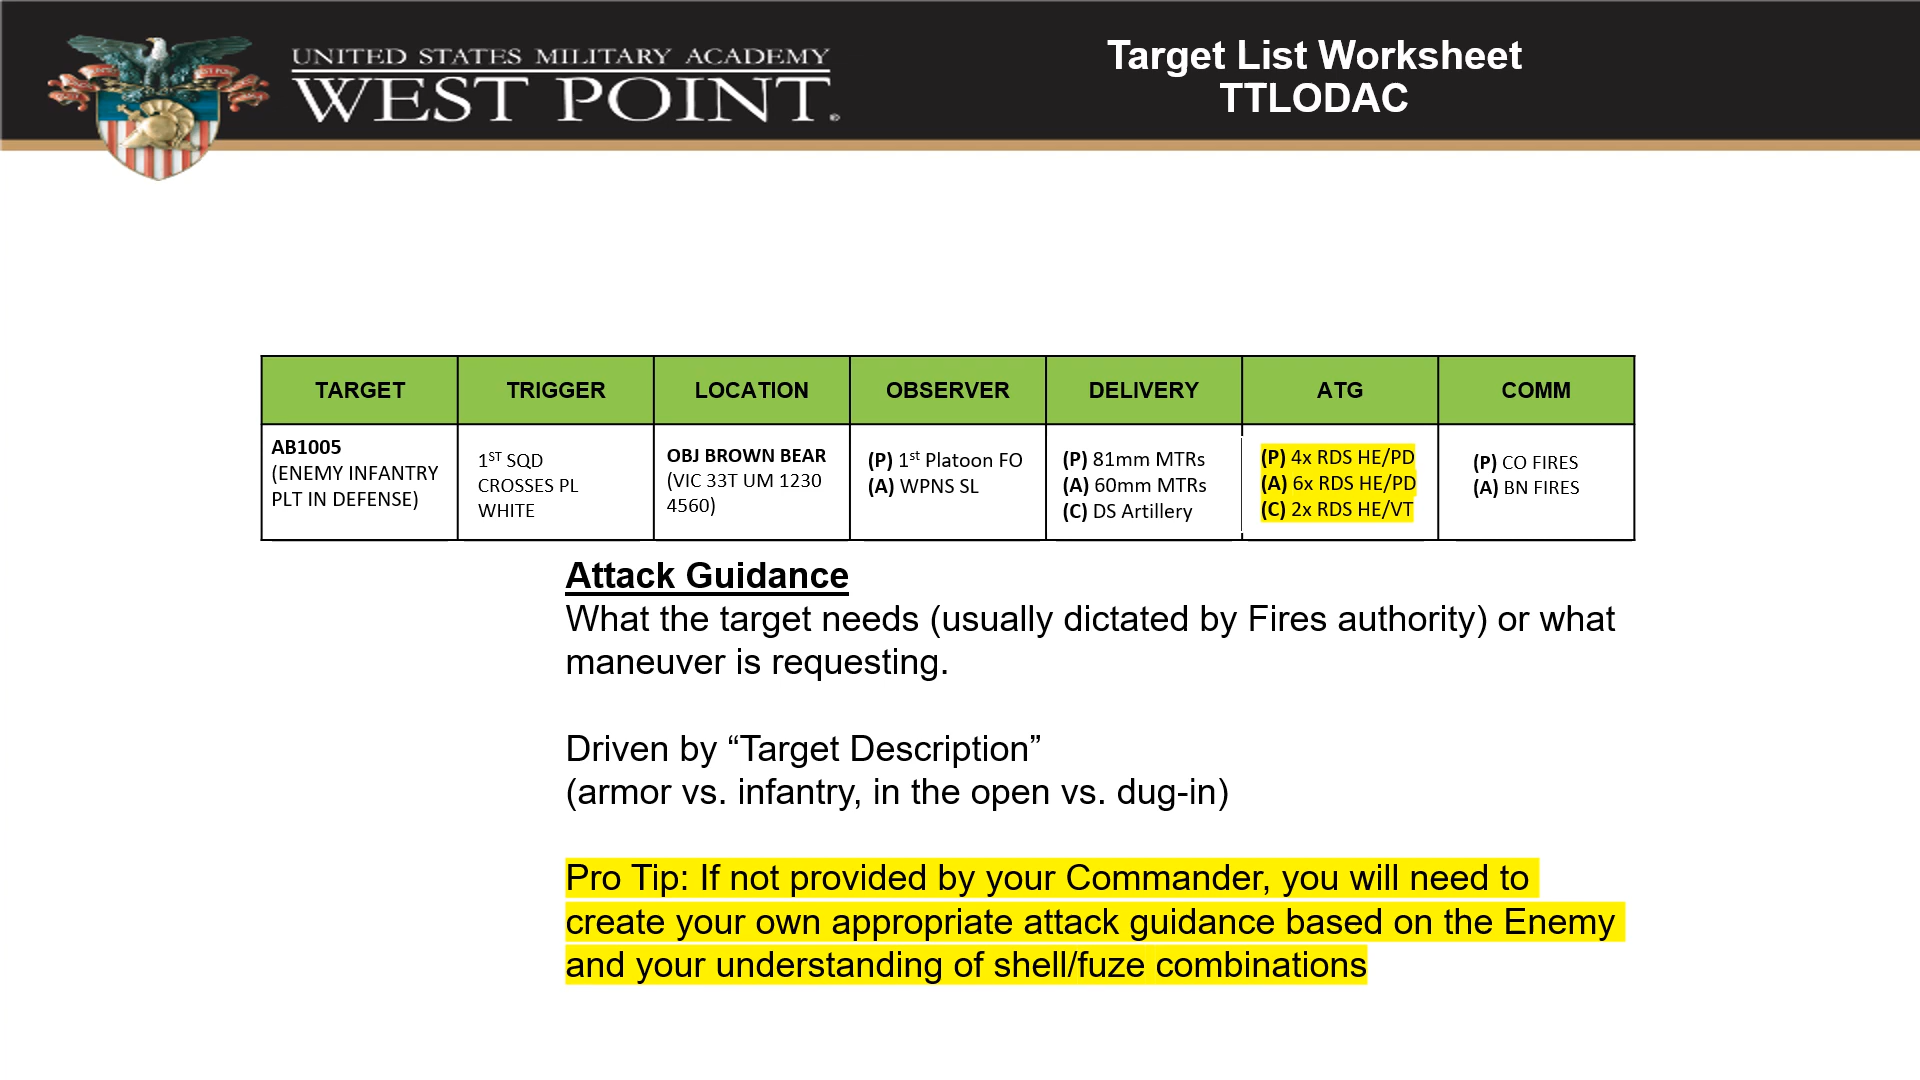 UNITED STATES MILITARY ACADEMY
WEST POINT.
Target List Worksheet
TTLODAC
TARGET
TRIGGER
LOCATION
OBSERVER
DELIVERY
ATG
COMM
AB1005
(ENEMY INFANTRY
PLT IN DEFENSE)
1ST SQD
CROSSES PL
WHITE
OBJ BROWN BEAR
(VIC 33T UM 1230
4560)
(P) 1st Platoon FO
(A) WPNS SL
(P) 81mm MTRs
(A) 60mm MTRs
(C) DS Artillery
(P) 4x RDS HE/PD
(A) 6x RDS HE/PD
(C) 2x RDS HE/VT
(P) CO FIRES
(A) BN FIRES
Attack Guidance
What the target needs (usually dictated by Fires authority) or what
maneuver is requesting.
Driven by “Target Description”
(armor vs. infantry, in the open vs. dug-in)
Pro Tip: If not provided by your Commander, you will need to
create your own appropriate attack guidance based on the Enemy
and your understanding of shell/fuze combinations